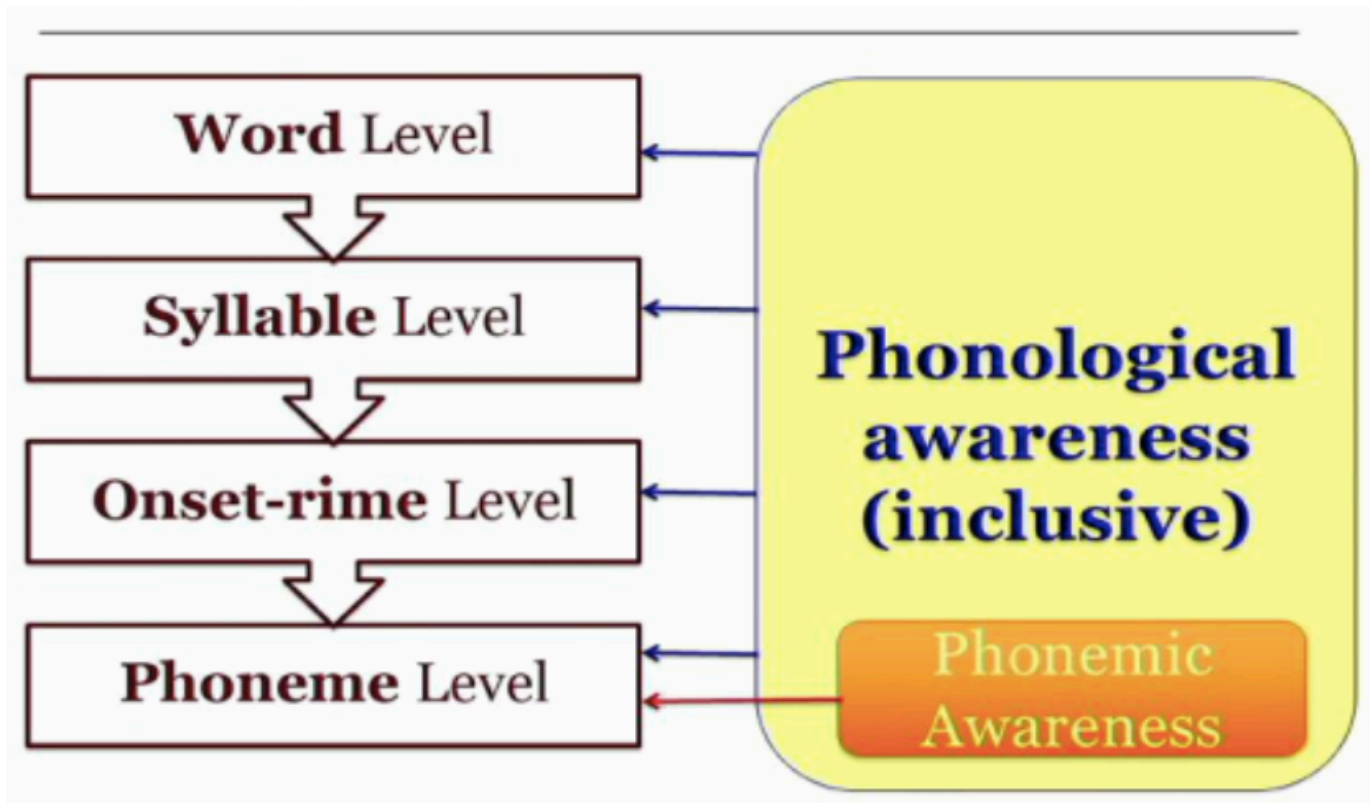 Word Level
Syllable Level
Onset-rime Level
Phoneme Level
Phonological
awareness
(inclusive)
Phonemic
Awareness